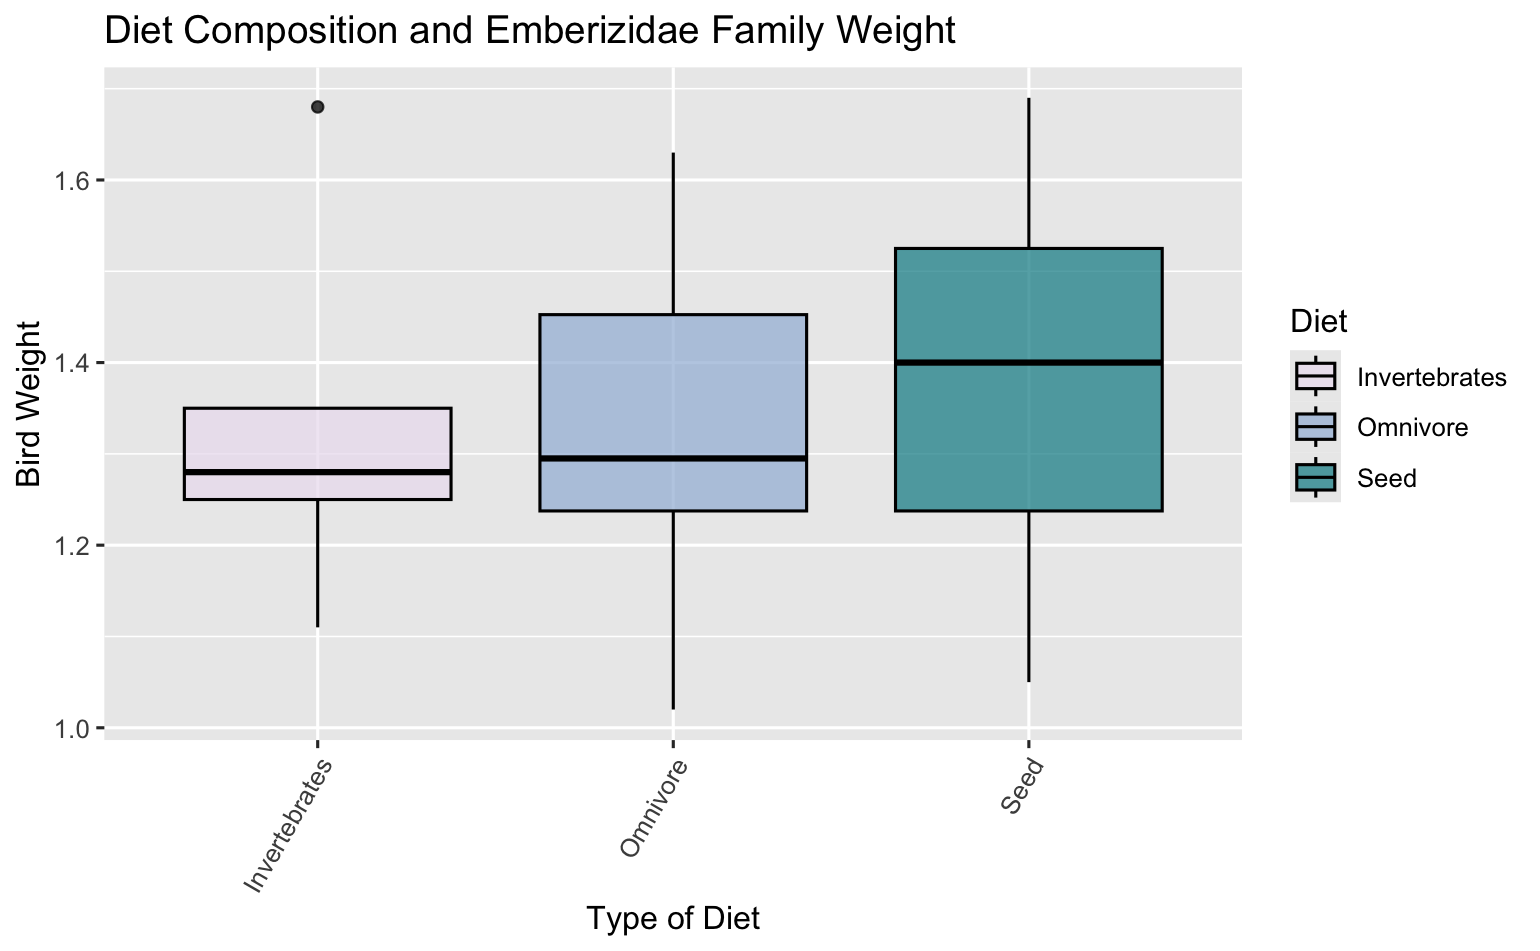 Diet Composition and Emberizidae Family Weight
Bird Weight
1.6
1.4
1.2
1.0
Invertebrates
Omnivore
Seed
Type of Diet
Diet
Invertebrates
Omnivore
Seed